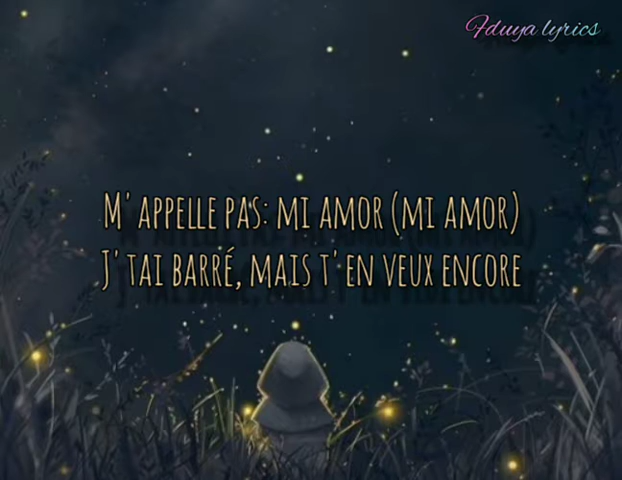 Fduya lyrics
M'appelle pas: mi amor (mi amor)
J'tai barré, mais t'en veux encore